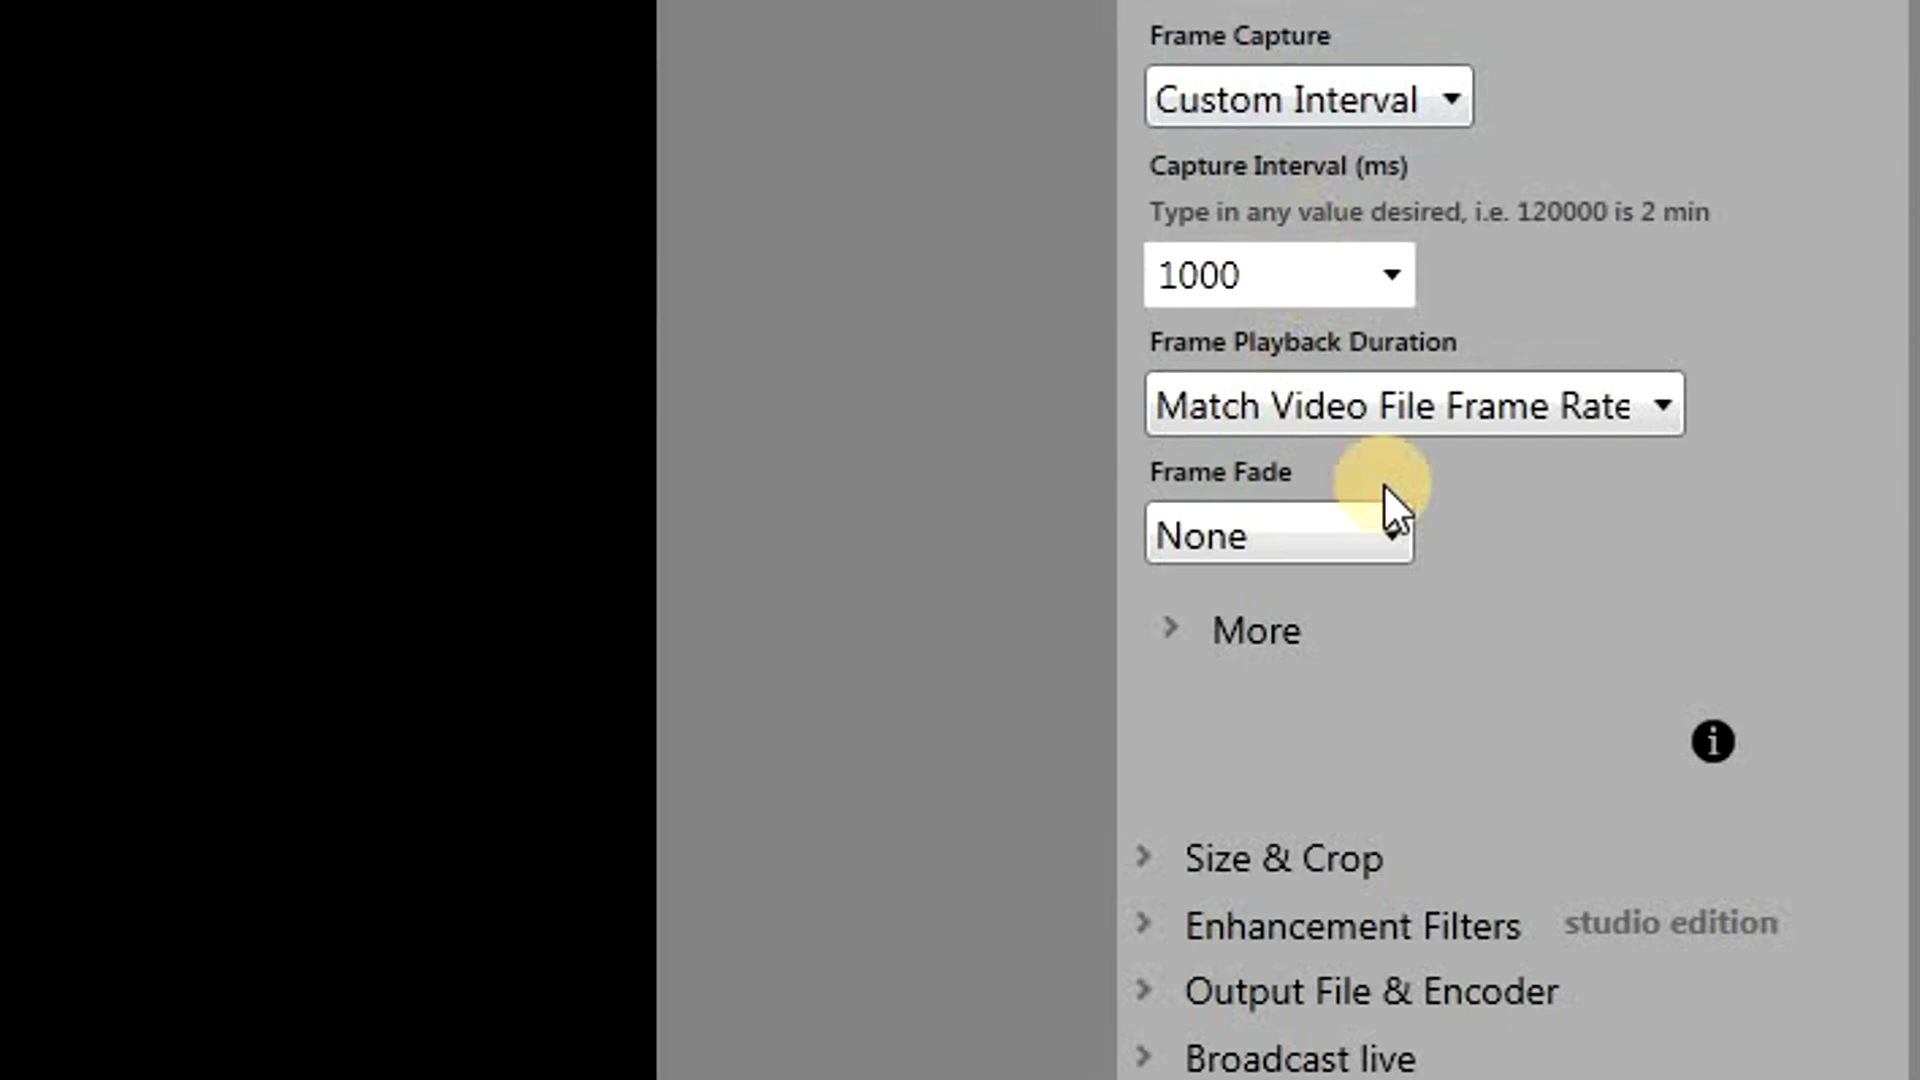 Frame Capture
Custom Interval
Capture Interval (ms)
Type in any value desired, i.e. 120000 is 2 min
1000
Frame Playback Duration
Match Video File Frame Rate
Frame Fade
None
More
i
Size & Crop
Enhancement Filters studio edition
Output File & Encoder
Broadcast live